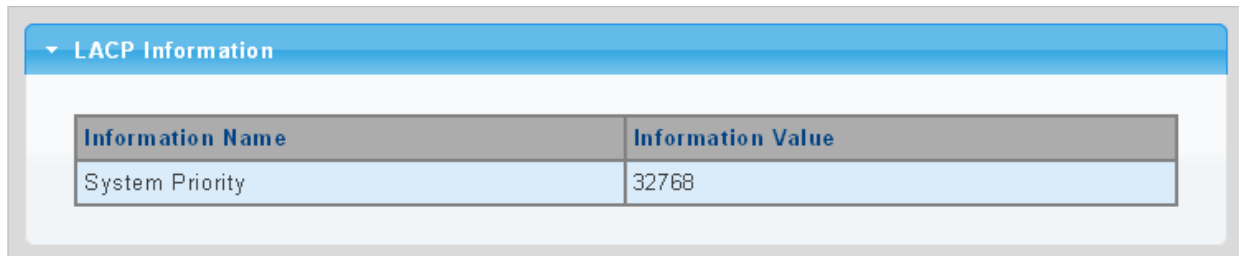 LACP Information
Information Name Information Value
System Priority 32768